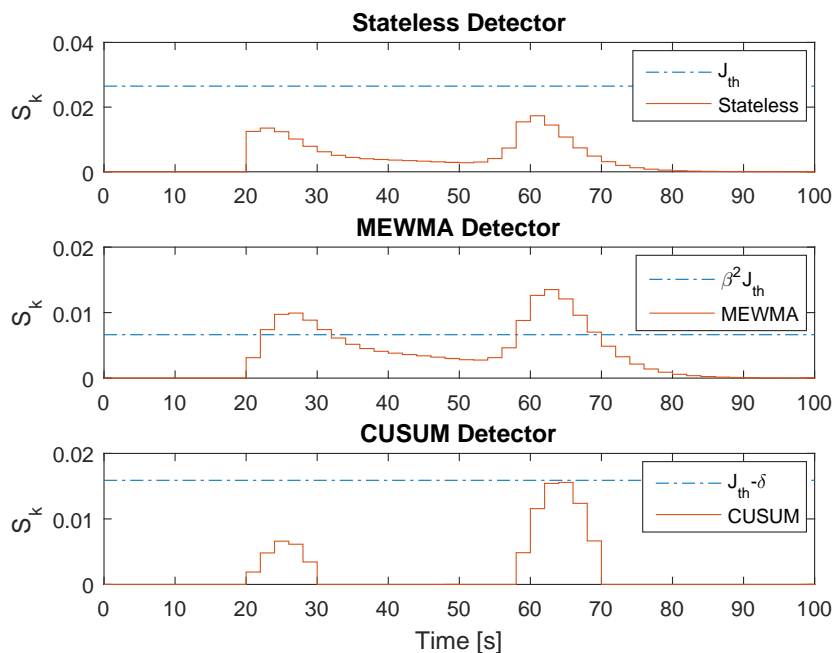 Stateless Detector
0.04
0.02
0
S_k
J_th
Stateless
0 10 20 30 40 50 60 70 80 90 100
MEWMA Detector
0.02
0.01
0
S_k
β²J_th
MEWMA
0 10 20 30 40 50 60 70 80 90 100
CUSUM Detector
0.02
0.01
0
S_k
J_th-δ
CUSUM
0 10 20 30 40 50 60 70 80 90 100
Time [s]